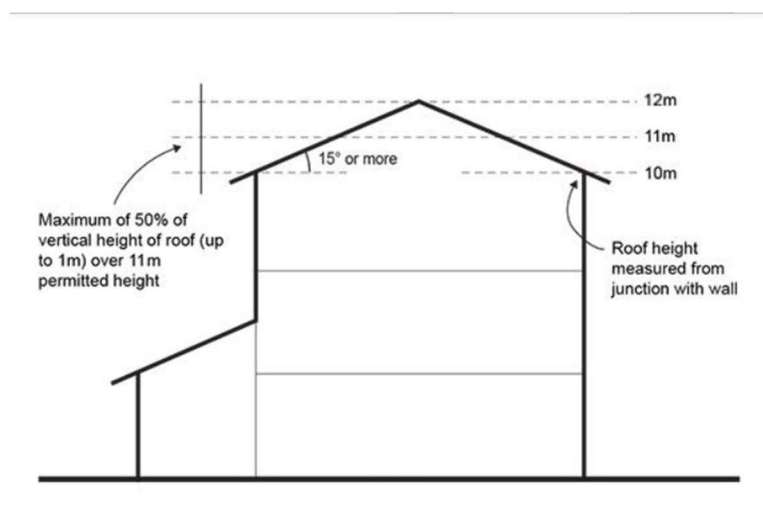 12m
11m
15° or more
10m
Maximum of 50% of
vertical height of roof (up
to 1m) over 11m
permitted height
Roof height
measured from
junction with wall